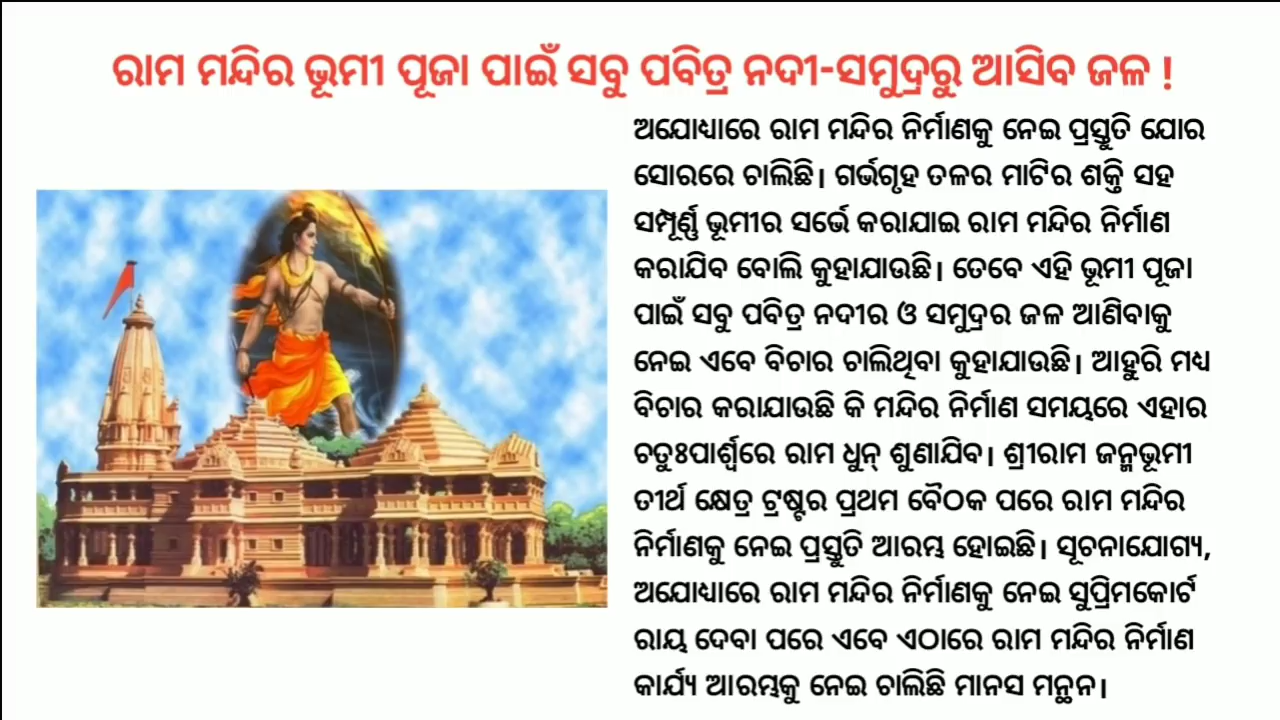 ରାମ ମନ୍ଦିର ଭୂମୀ ପୂଜା ପାଇଁ ସବୁ ପବିତ୍ର ନଦୀ-ସମୁଦ୍ରରୁ ଆସିବ ଜଳ !
ଅଯୋଧ୍ୟାରେ ରାମ ମନ୍ଦିର ନିର୍ମାଣକୁ ନେଇ ପ୍ରସ୍ତୁତି ଯୋର
ସୋରରେ ଚାଲିଛି। ଗର୍ଭଗୃହ ତଳର ମାଟିର ଶକ୍ତି ସହ
ସମ୍ପୂର୍ଣ୍ଣ ଭୂମୀର ସର୍ଭେ କରାଯାଇ ରାମ ମନ୍ଦିର ନିର୍ମାଣ
କରାଯିବ ବୋଲି କୁହାଯାଉଛି। ତେବେ ଏହି ଭୂମୀ ପୂଜା
ପାଇଁ ସବୁ ପବିତ୍ର ନଦୀର ଓ ସମୁଦ୍ରର ଜଳ ଆଣିବାକୁ
ନେଇ ଏବେ ବିଚାର ଚାଲିଥିବା କୁହାଯାଉଛି। ଆହୁରି ମଧ୍ୟ
ବିଚାର କରାଯାଉଛି କି ମନ୍ଦିର ନିର୍ମାଣ ସମୟରେ ଏହାର
ଚତୁଃପାର୍ଶ୍ୱରେ ରାମ ଧୁନ୍ ଶୁଣାଯିବ। ଶ୍ରୀରାମ ଜନ୍ମଭୂମୀ
ତୀର୍ଥ କ୍ଷେତ୍ର ଟ୍ରଷ୍ଟର ପ୍ରଥମ ବୈଠକ ପରେ ରାମ ମନ୍ଦିର
ନିର୍ମାଣକୁ ନେଇ ପ୍ରସ୍ତୁତି ଆରମ୍ଭ ହୋଇଛି। ସୂଚନାଯୋଗ୍ୟ,
ଅଯୋଧ୍ୟାରେ ରାମ ମନ୍ଦିର ନିର୍ମାଣକୁ ନେଇ ସୁପ୍ରିମକୋର୍ଟ
ରାୟ ଦେବା ପରେ ଏବେ ଏଠାରେ ରାମ ମନ୍ଦିର ନିର୍ମାଣ
କାର୍ଯ୍ୟ ଆରମ୍ଭକୁ ନେଇ ଚାଲିଛି ମାନସ ମନ୍ଥନ।